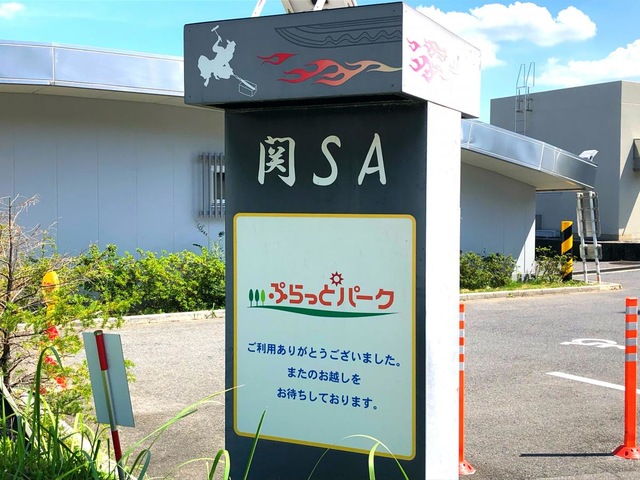 関SA
ぷらっとパーク
ご利用ありがとうございました。
またのお越しを
お待ちしております。